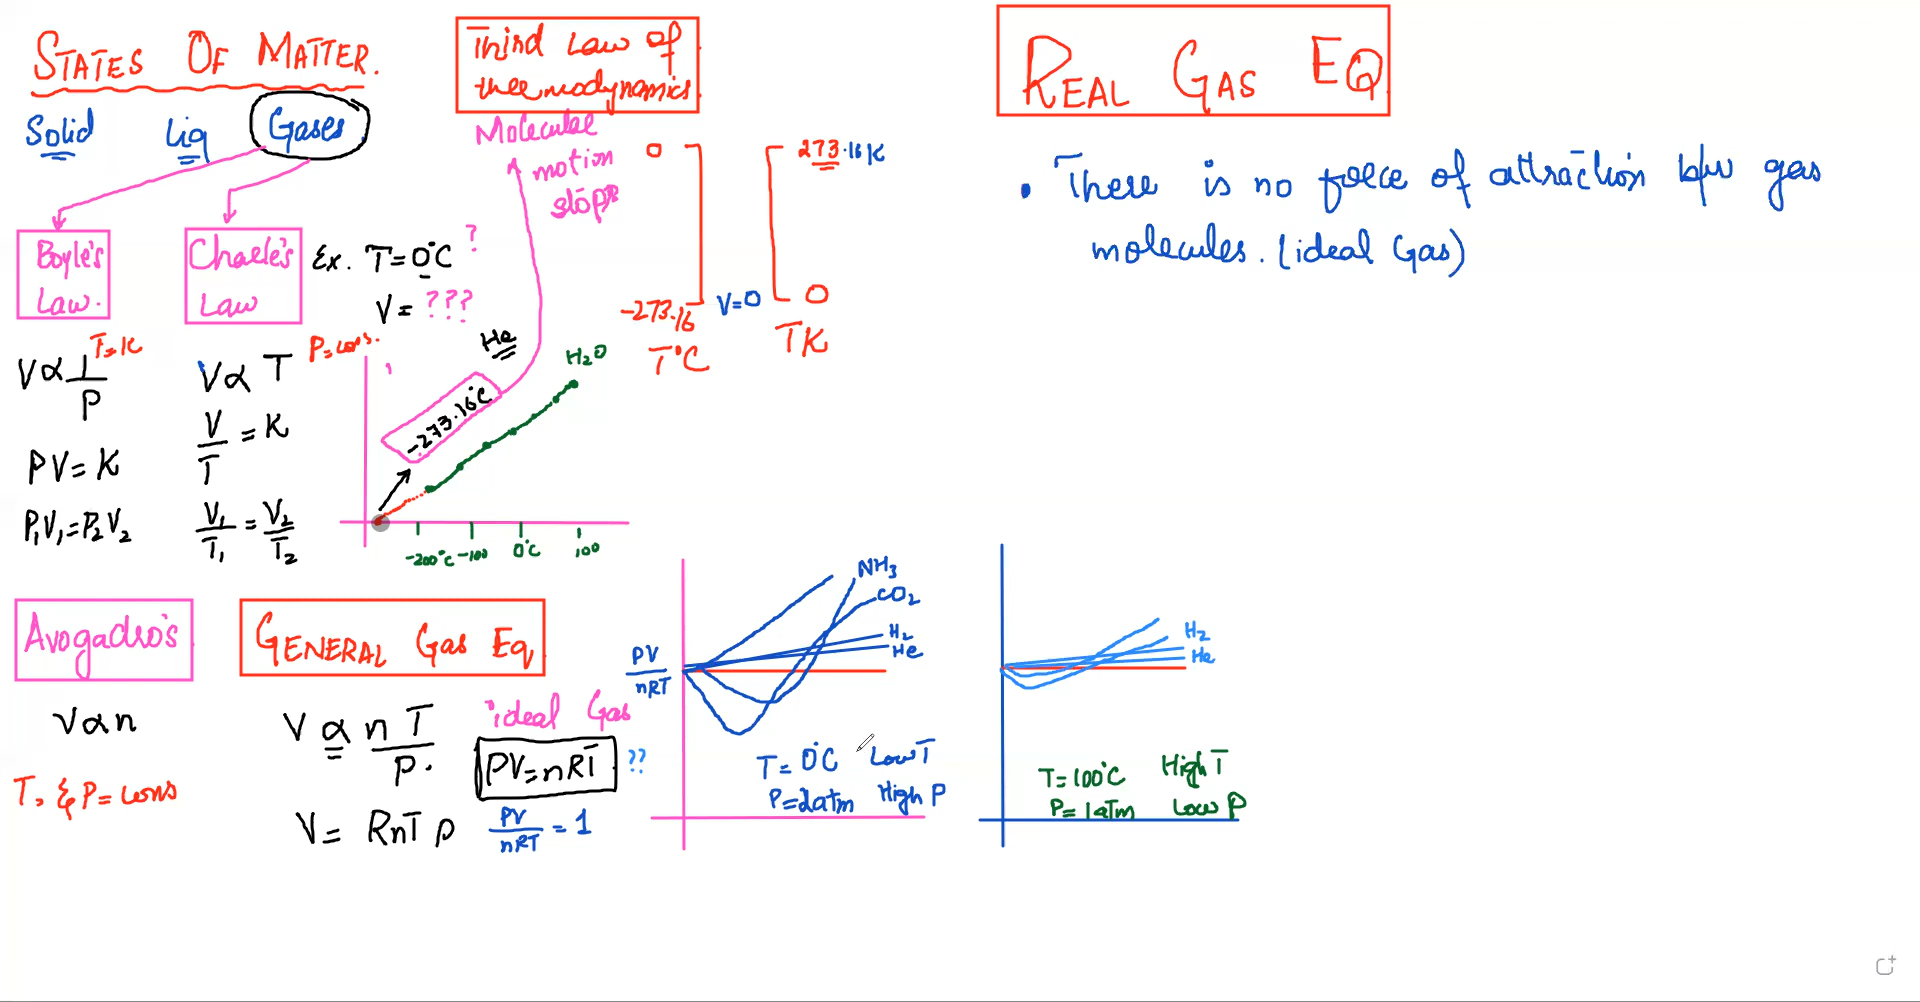 STATES OF MATTER.
Solid Liq Gases
Boyle's
Law.
Charle's
Law
V∝1/P T=K
PV=K
P₁V₁=P₂V₂
V∝ T
V/T = K
V₁/T₁ = V₂/T₂
Third Law of
thermodynamics
Molecular
motion
stops
Ex. T=0°C ?
V= ???
P=cons.
He
-273.16°C
H₂O
-200°C -100 0°C 100
0
-273.16 V=0
T°C
273.16K
0
TK
Avogadro's
V∝n
T, & P=cons
GENERAL Gas Eq
V ∝ nT/P.
V= RnT P
ideal Gas
PV=nRT ??
PV/nRT = 1
PV/nRT
NH₃
CO₂
H₂
He
T= 0°C Low T
P=2atm High P
H₂
He
T=100°C High T
P=1atm Low P
REAL GAS EQ
• There is no force of attraction b/w gas
molecules. (ideal Gas)